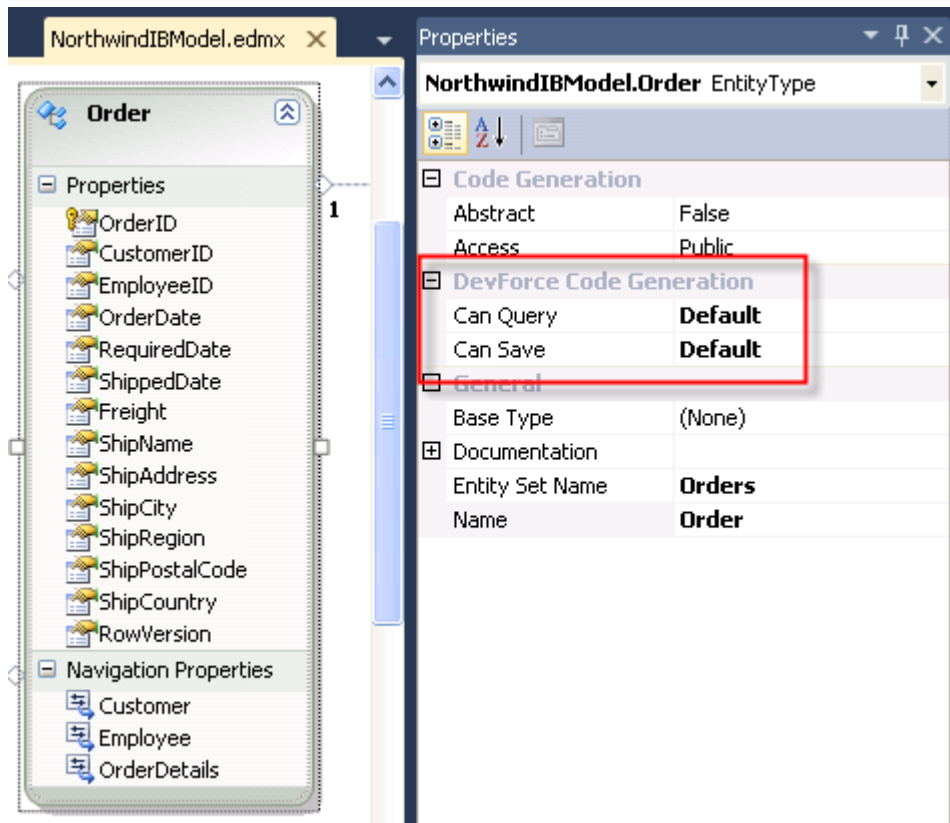 NorthwindIBModel.edmx
Order
Properties
OrderID
CustomerID
EmployeeID
OrderDate
RequiredDate
ShippedDate
Freight
ShipName
ShipAddress
ShipCity
ShipRegion
ShipPostalCode
ShipCountry
RowVersion
Navigation Properties
Customer
Employee
OrderDetails
1
Properties
NorthwindIBModel.Order EntityType
Code Generation
Abstract False
Access Public
DevForce Code Generation
Can Query Default
Can Save Default
General
Base Type (None)
Documentation
Entity Set Name Orders
Name Order